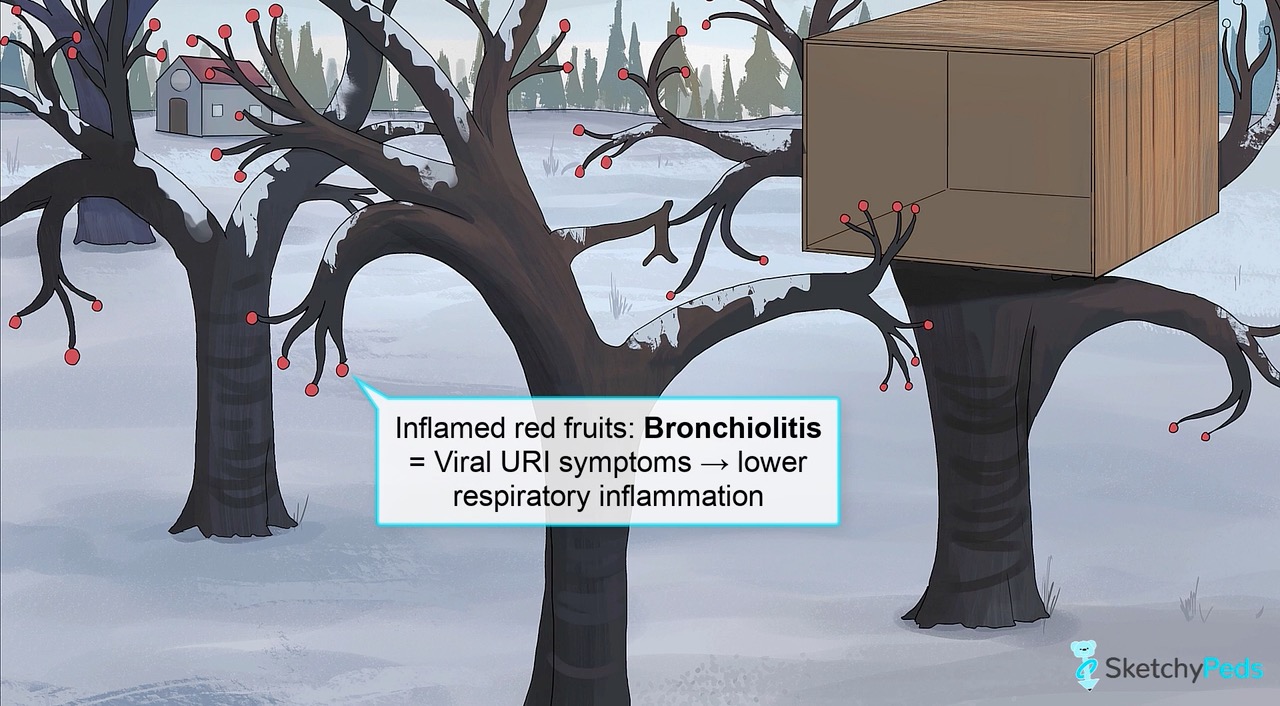 Inflamed red fruits: Bronchiolitis
= Viral URI symptoms → lower
respiratory inflammation
SketchyPeds